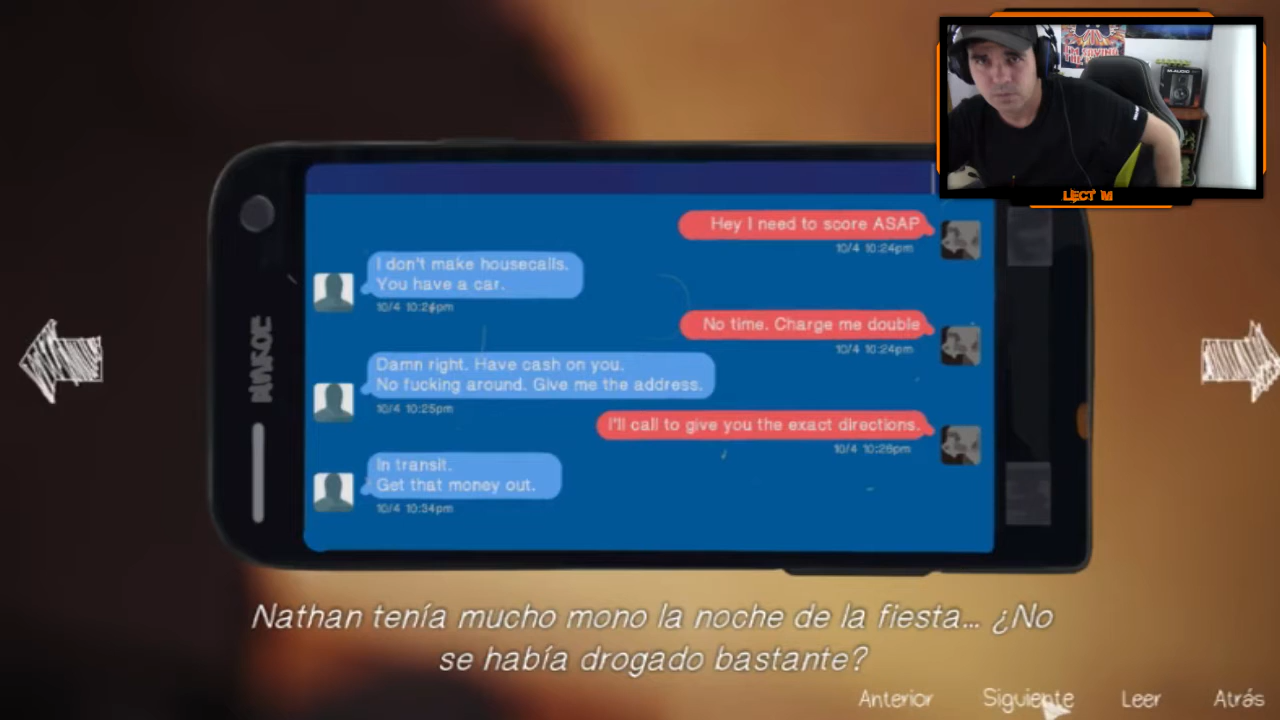 Hey I need to score ASAP
10/4 10:24pm
I don't make housecalls.
You have a car.
10/4 10:24pm
No time. Charge me double
10/4 10:24pm
Damn right. Have cash on you.
No fucking around. Give me the address.
10/4 10:25pm
I'll call to give you the exact directions.
10/4 10:26pm
In transit.
Get that money out.
10/4 10:34pm
Nathan tenía mucho mono la noche de la fiesta... ¿No
se había drogado bastante?
Anterior
Siguiente
Leer
Atrás